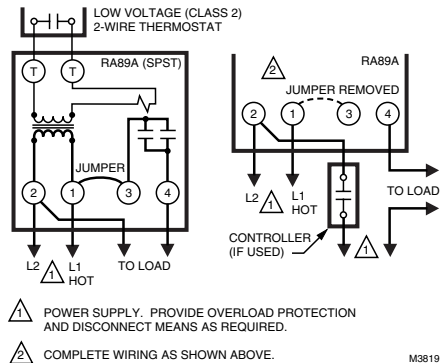 LOW VOLTAGE (CLASS 2)
2-WIRE THERMOSTAT
T T
RA89A (SPST)
JUMPER
2 1 3 4
L2 1 L1
HOT
TO LOAD
RA89A
2
JUMPER REMOVED
2 1 3 4
L2 1 L1
HOT
TO LOAD
CONTROLLER
(IF USED)
1
1 POWER SUPPLY. PROVIDE OVERLOAD PROTECTION
AND DISCONNECT MEANS AS REQUIRED.
2 COMPLETE WIRING AS SHOWN ABOVE.
M3819